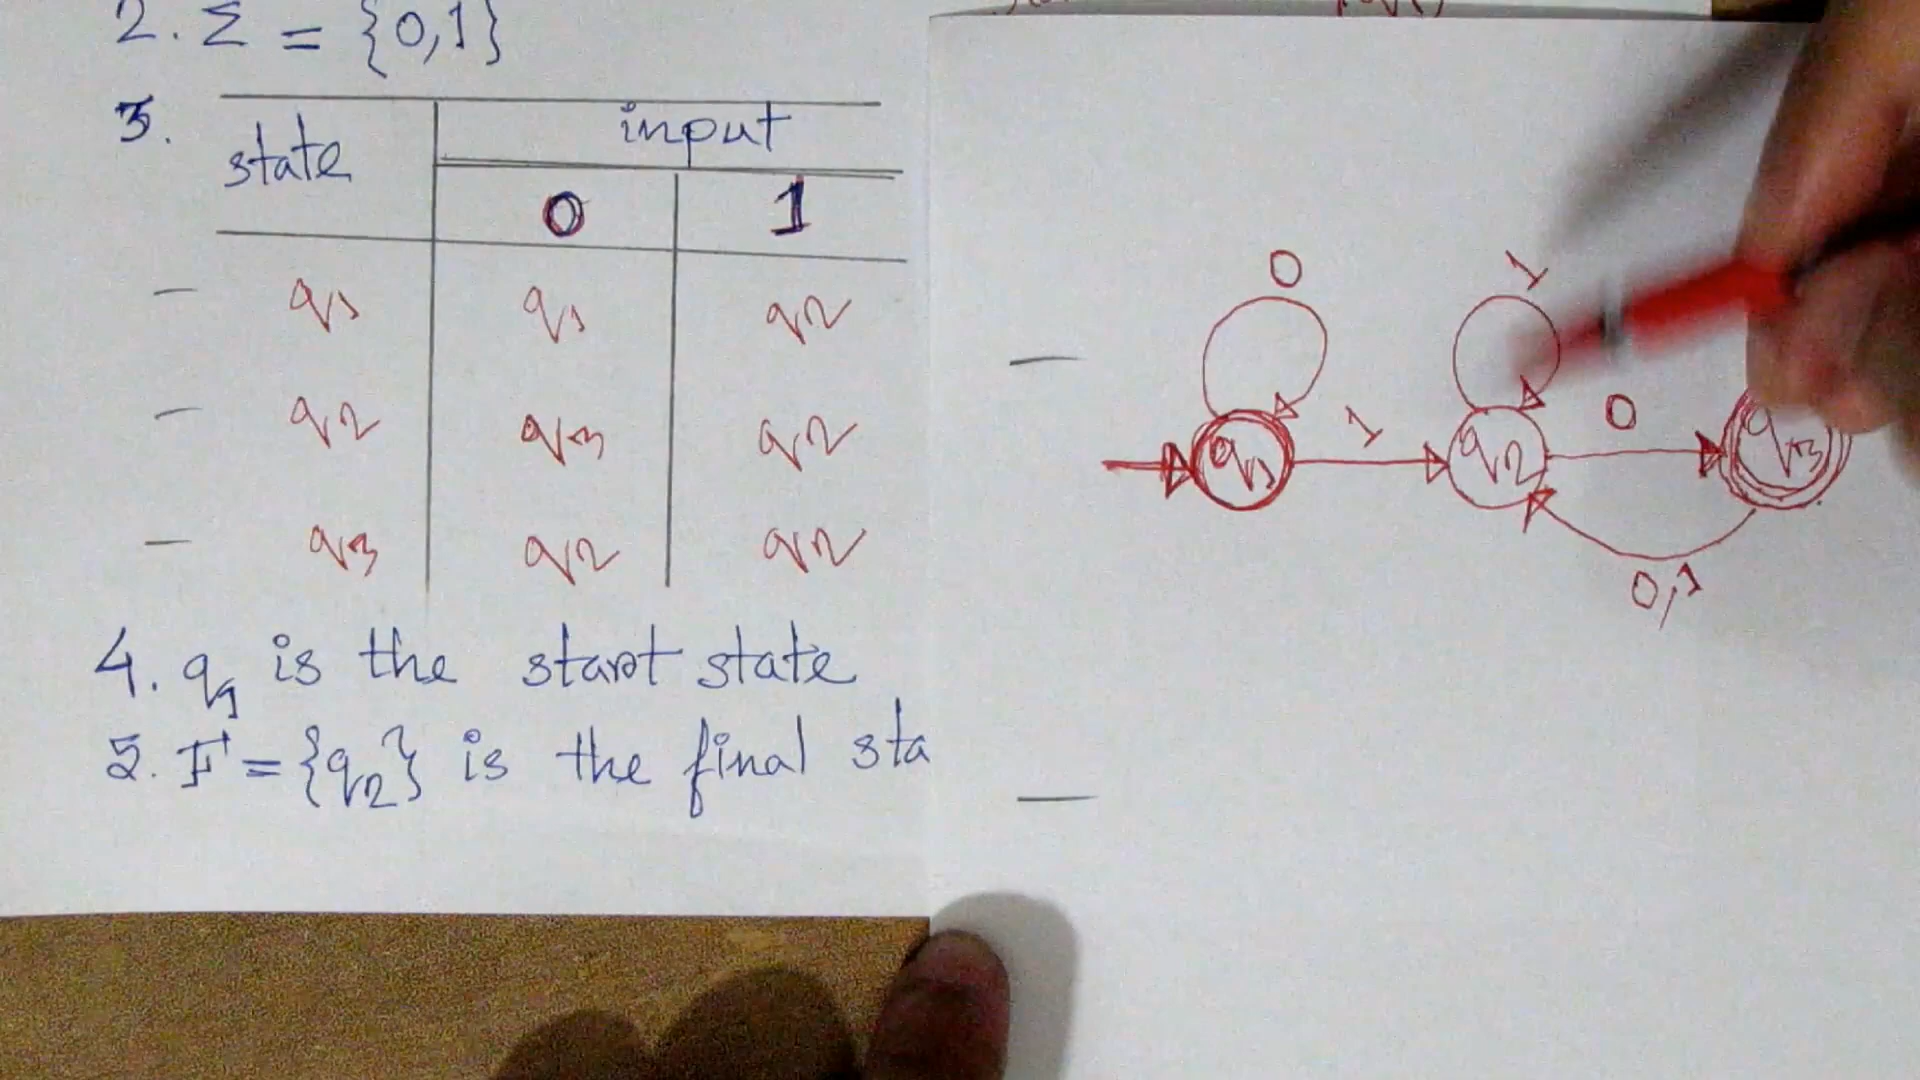 2. Σ = {0,1}
3. state input
0 1
q1 q1 q2
q2 q3 q2
q3 q2 q2
4. q1 is the start state
5. F = {q2} is the final sta
0 1
1 0
q1 q2 q3
0,1